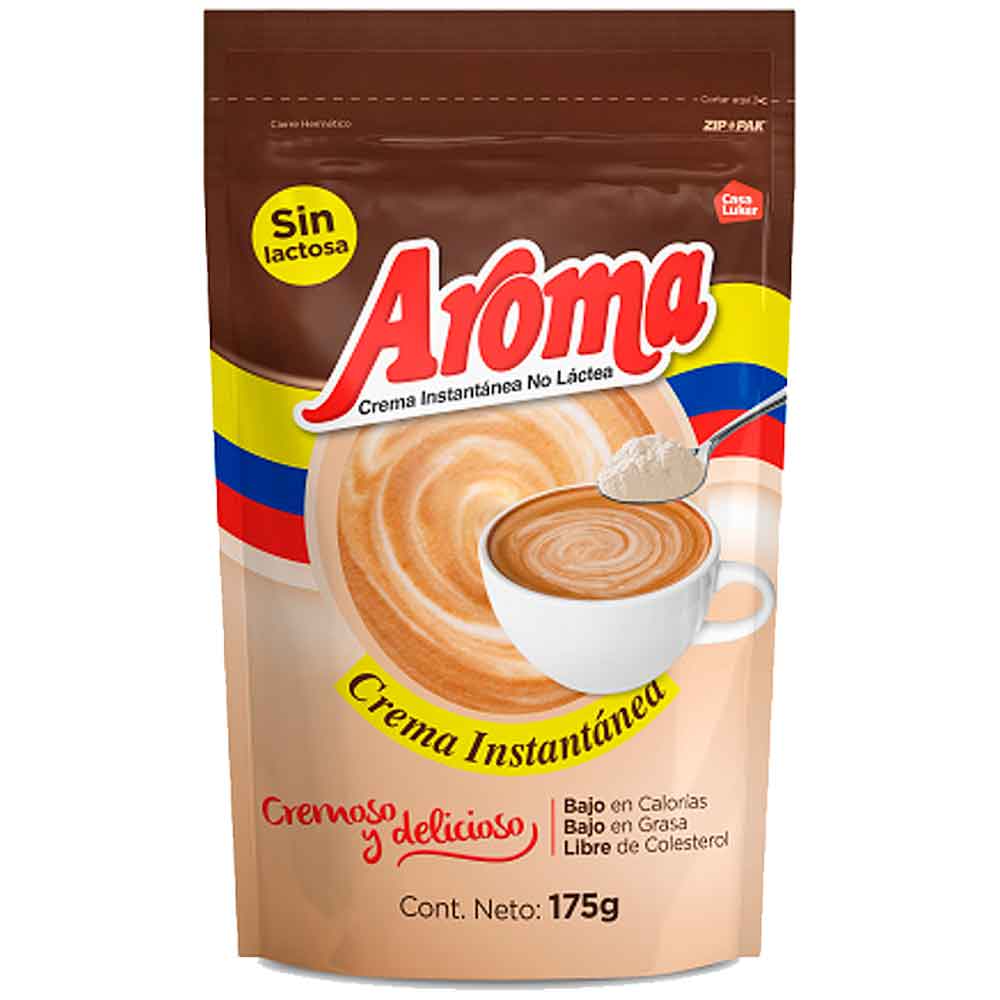 Cortar aquí
Cierre Hermético
ZIP PAK
Sin
lactosa
Casa
Luker
Aroma
Crema Instantánea No Láctea
Crema Instantánea
Cremoso
y delicioso
Bajo en Calorías
Bajo en Grasa
Libre de Colesterol
Cont. Neto: 175g